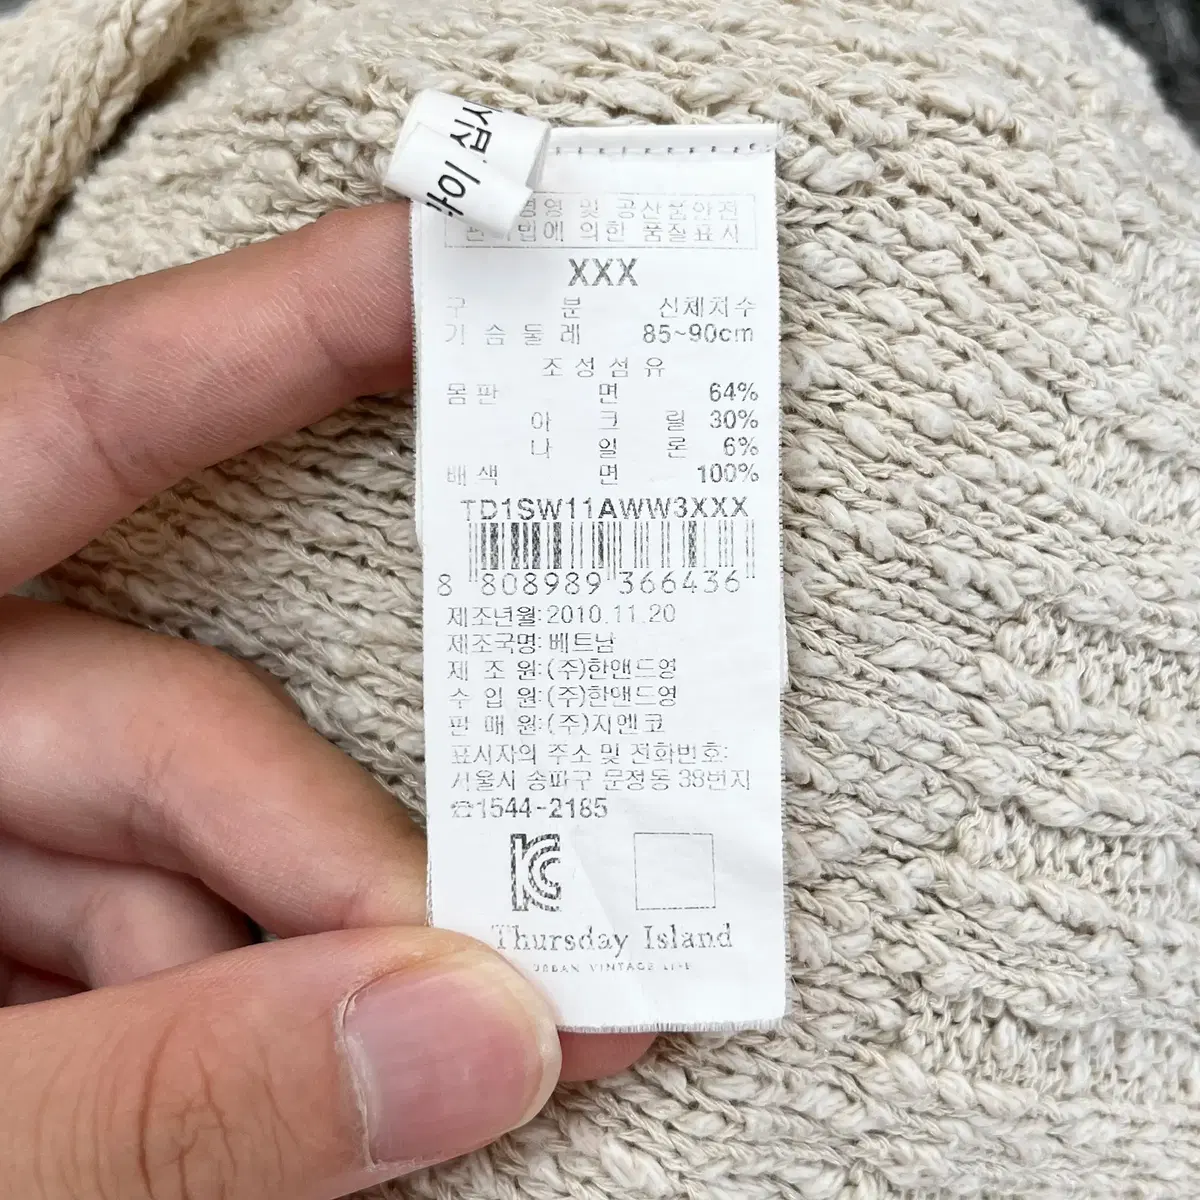 십시
아이
및 공산품안전
법에 의한 품질표시
XXX
구 분 신체치수
가슴둘레 85~90cm
조성섬유
몸판 면 64%
아크릴 30%
나일론 6%
배색 면 100%
TD1SW11AWW3XXX
8 808989 366436
제조년월:2010.11.20
제조국명:베트남
제조원:(주)한앤드영
수입원:(주)한앤드영
판매원:(주)지엔코
표시자의 주소 및 전화번호:
서울시 송파구 문정동 38번지
☎1544-2185
Thursday Island
URBAN VINTAGE LIFE